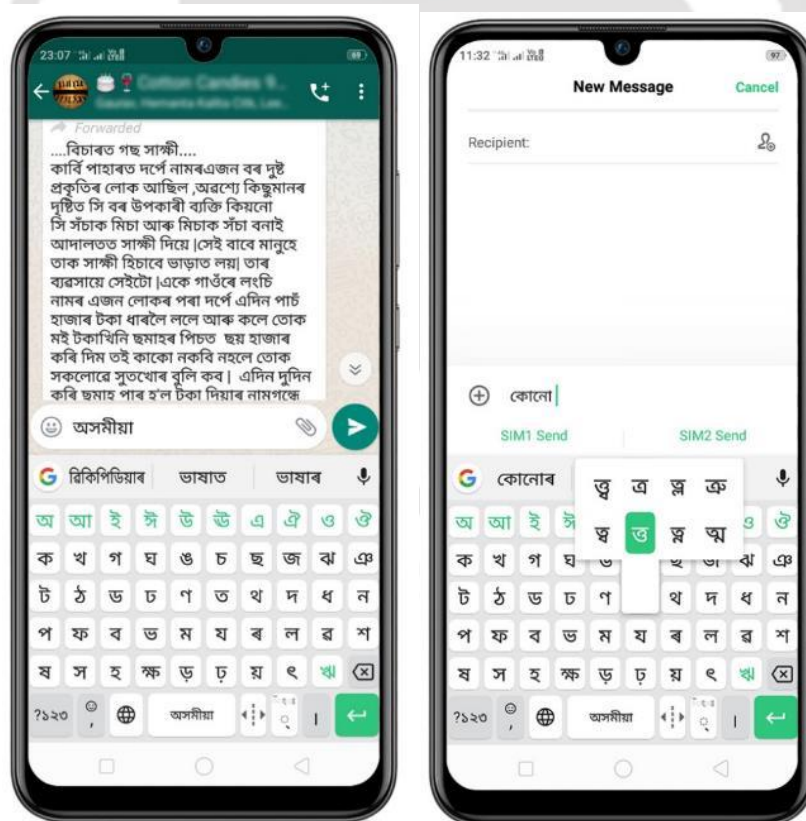 23:07
69
Forwarded
....বিচাৰত গছ সাক্ষী....
কাৰ্বি পাহাৰত দৰ্পে নামৰএজন বৰ দুষ্ট
প্ৰকৃতিৰ লোক আছিল ,অৱশ্যে কিছুমানৰ
দৃষ্টিত সি বৰ উপকাৰী ব্যক্তি কিয়নো
সি সঁচাক মিচা আৰু মিচাক সঁচা বনাই
আদালতত সাক্ষী দিয়ে |সেই বাবে মানুহে
তাক সাক্ষী হিচাবে ভাড়াত লয়| তাৰ
ব্যৱসায়ে সেইটো |একে গাওঁৰে লংচি
নামৰ এজন লোকৰ পৰা দৰ্পে এদিন পাচঁ
হাজাৰ টকা ধাৰলৈ ললে আৰু কলে তোক
মই টকাখিনি ছমাহৰ পিচত ছয় হাজাৰ
কৰি দিম তই কাকো নকবি নহলে তোক
সকলোৱে সুতখোৰ বুলি কব | এদিন দুদিন
কৰি ছমাহ পাৰ হ'ল টকা দিয়াৰ নামগন্ধে
অসমীয়া
ৱিকিপিডিয়াৰ ভাষাত ভাষাৰ
অ আ ই ঈ উ ঊ এ ঐ ও ঔ
ক খ গ ঘ ঙ চ ছ জ ঝ ঞ
ট ঠ ড ঢ ণ ত থ দ ধ ন
প ফ ব ভ ম য ৰ ল ৱ শ
ষ স হ ক্ষ ড় ঢ় য় ৎ ঋ
?১২৩ , অসমীয়া ।
11:32
97
New Message Cancel
Recipient:
কোনো
SIM1 Send SIM2 Send
কোনোৰ
ত্ত্ব ত্ৰ ত্ল ত্ৰু
ত্ব ত্ত ত্ন ত্ম
অ আ ই ঈ ও ঔ
ক খ গ ঘ ঝ ঞ
ট ঠ ড ঢ ণ থ দ ধ ন
প ফ ব ভ ম য ৰ ল ৱ শ
ষ স হ ক্ষ ড় ঢ় য় ৎ ঋ
?১২৩ , অসমীয়া ।